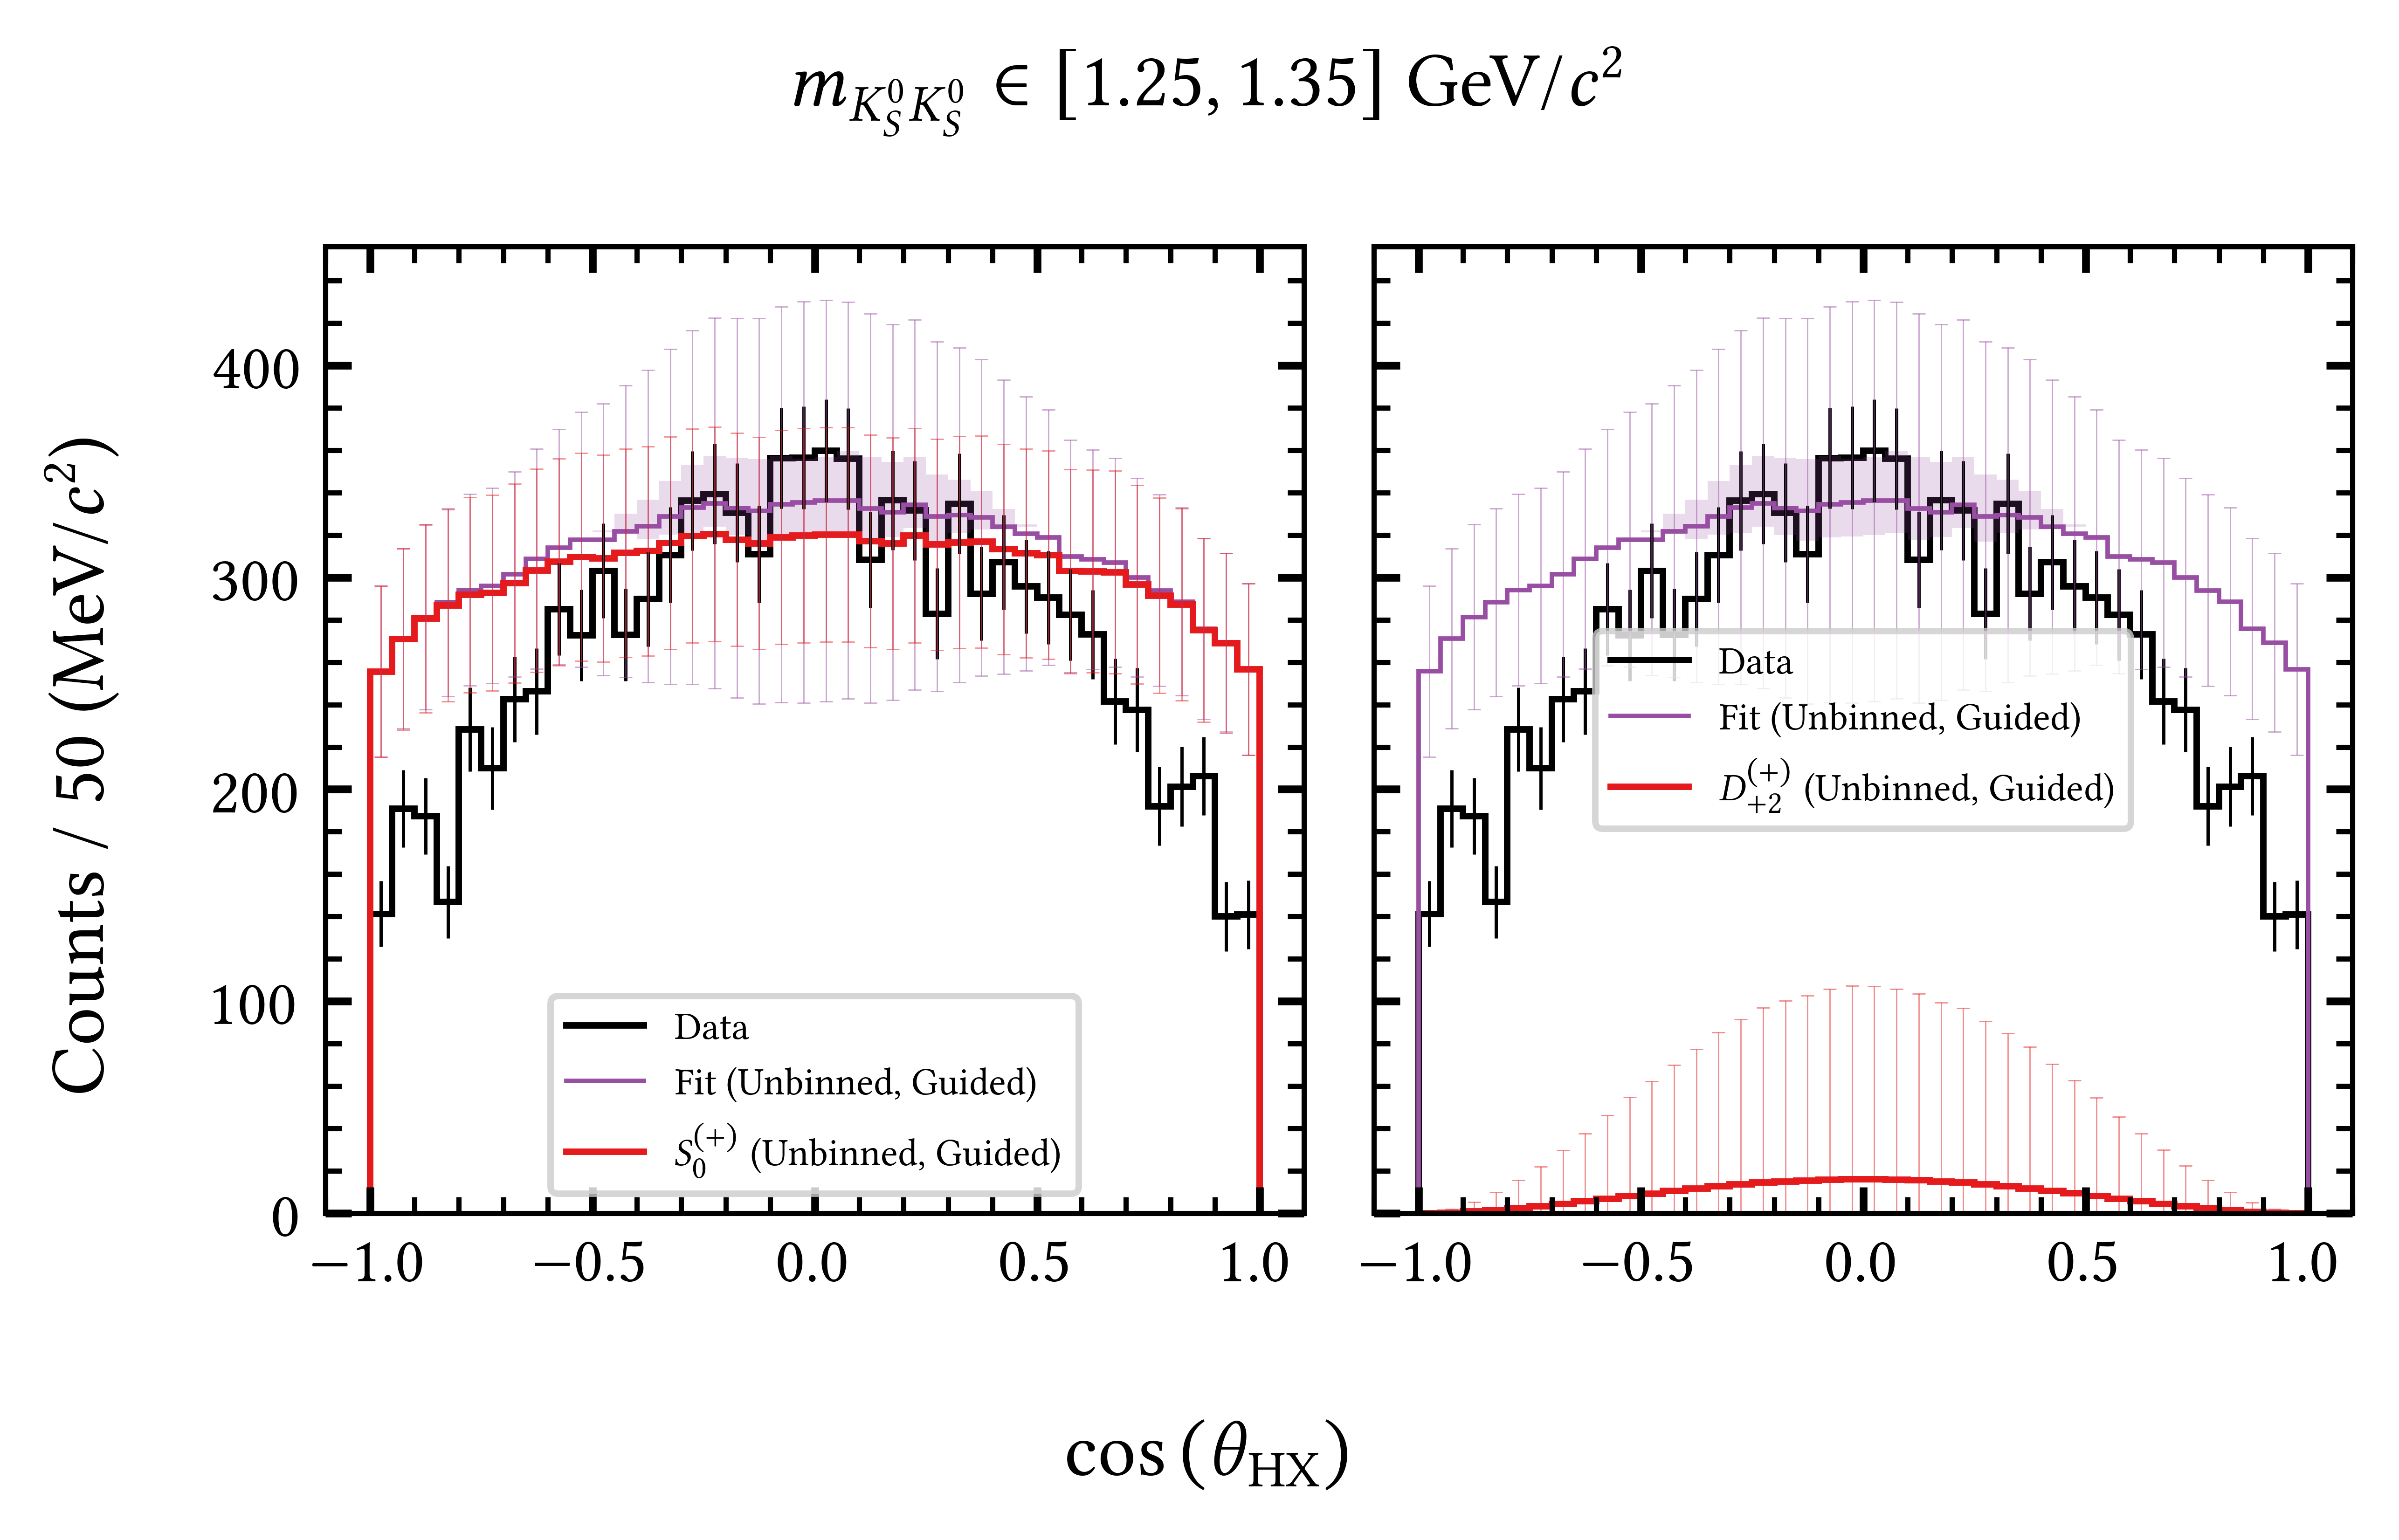 m_{K_S^0 K_S^0} ∈ [1.25, 1.35] GeV/c²
Counts / 50 (MeV/c²)
400
300
200
100
0
Data
Fit (Unbinned, Guided)
S_0^{(+)} (Unbinned, Guided)
Data
Fit (Unbinned, Guided)
D_{+2}^{(+)} (Unbinned, Guided)
−1.0 −0.5 0.0 0.5 1.0 −1.0 −0.5 0.0 0.5 1.0
cos (θ_{HX})